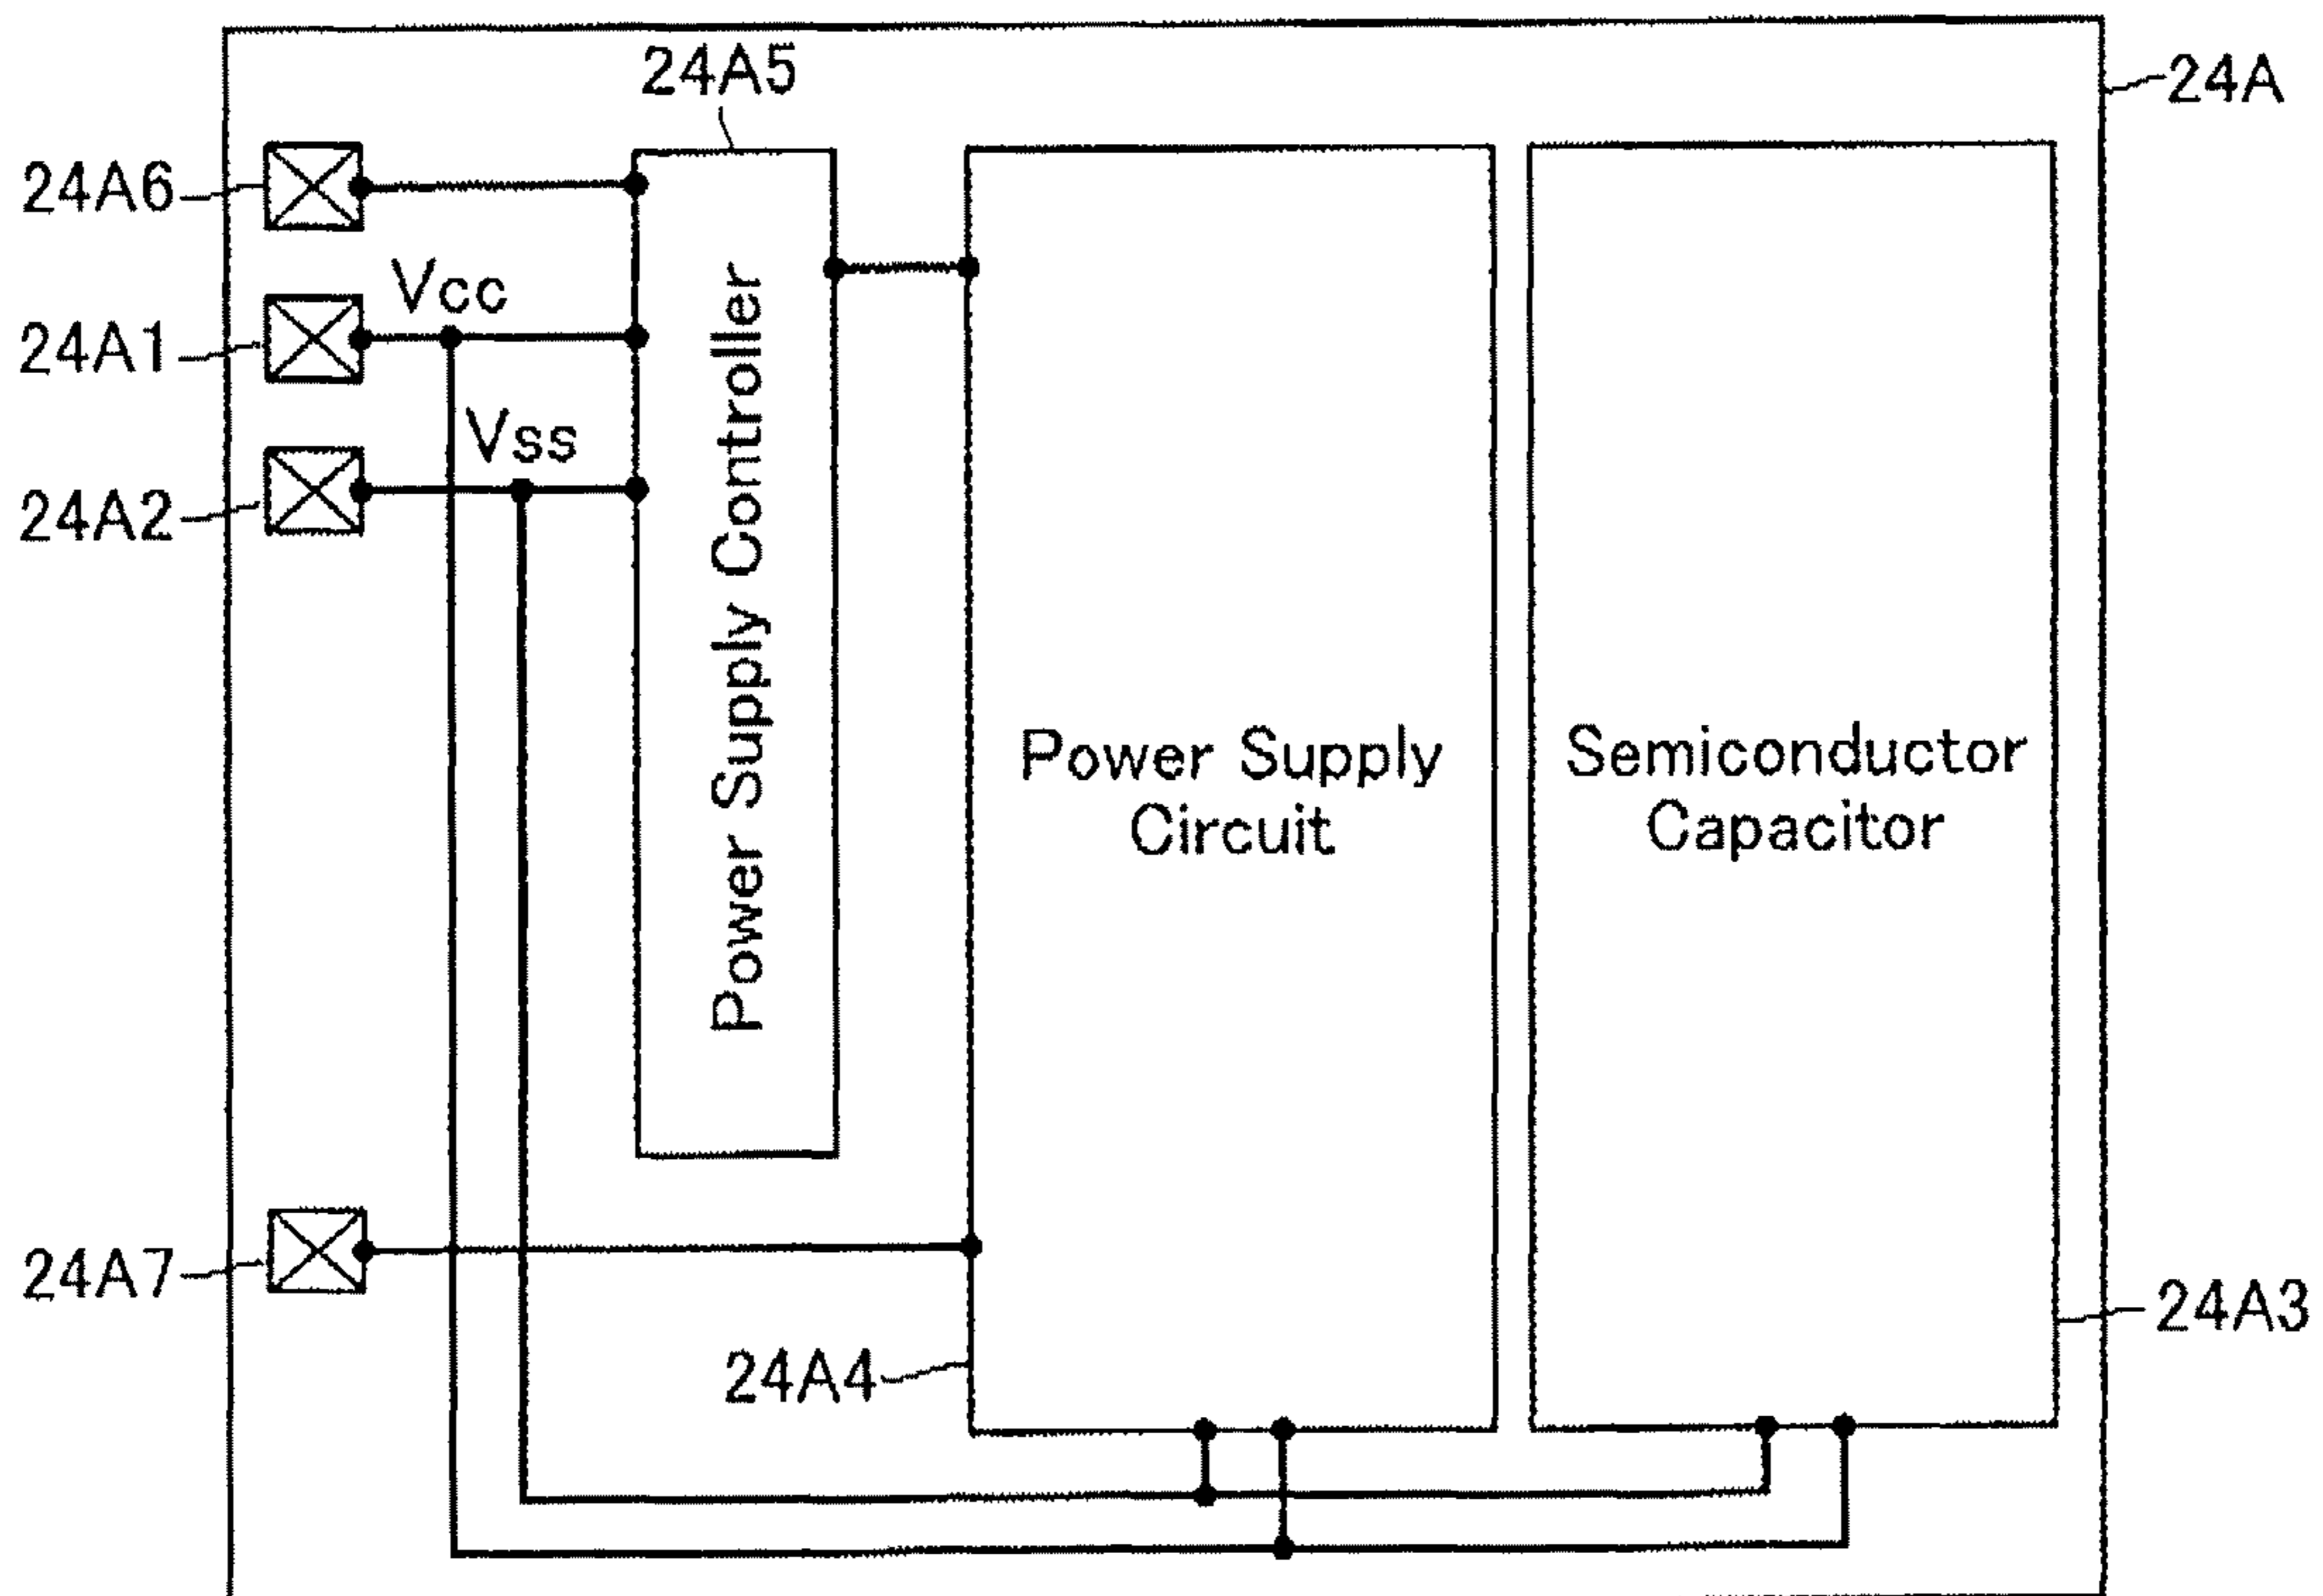 24A5
24A
24A6
Vcc
24A1
Vss
24A2
Power Supply Controller
Power Supply
Circuit
Semiconductor
Capacitor
24A7
24A3
24A4